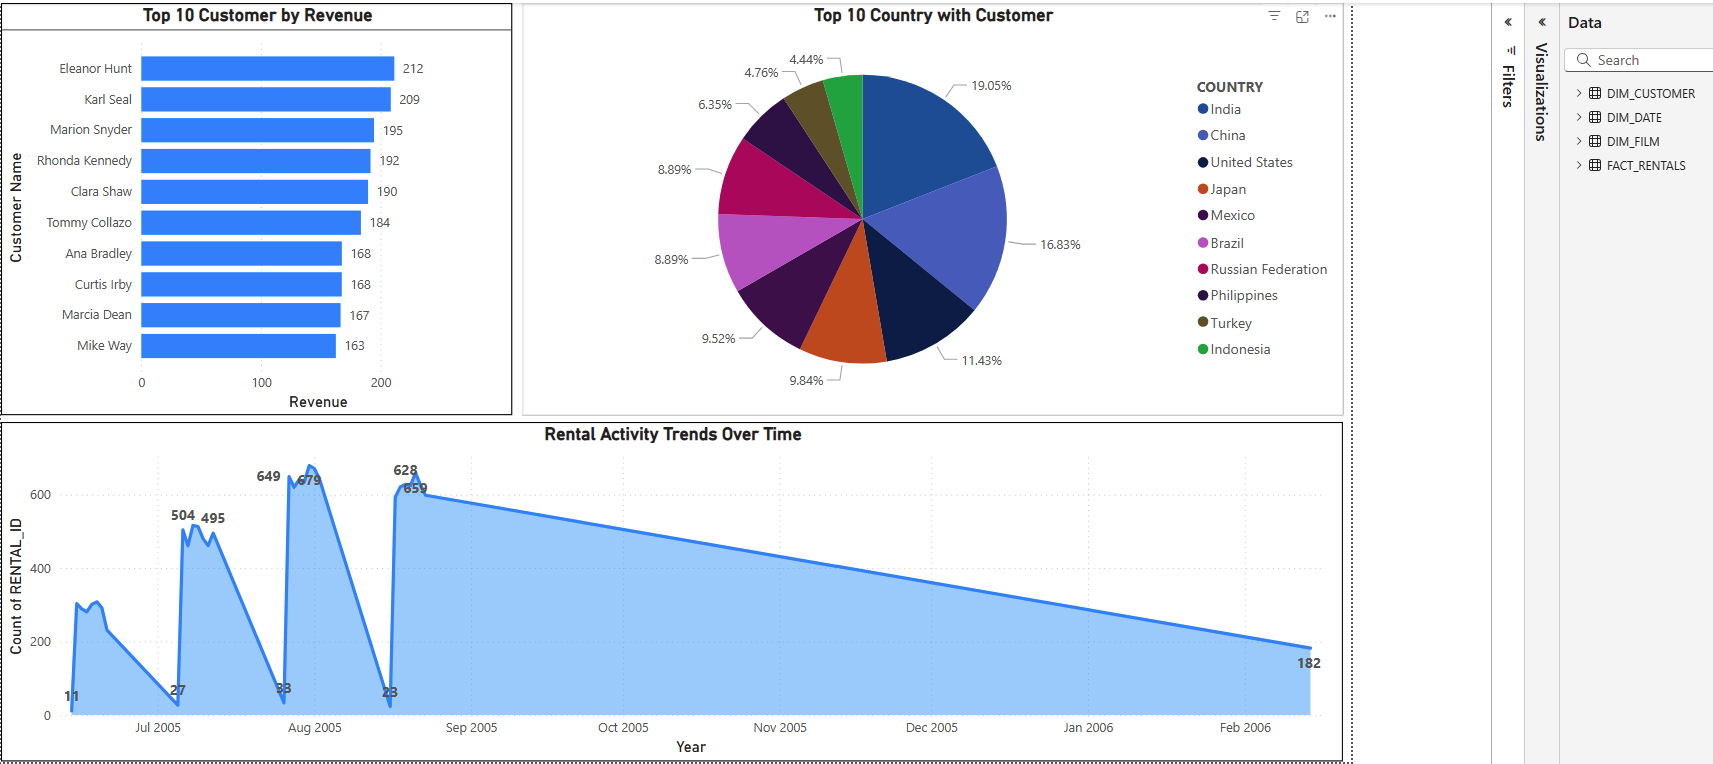 Top 10 Customer by Revenue
Customer Name
Eleanor Hunt 212
Karl Seal 209
Marion Snyder 195
Rhonda Kennedy 192
Clara Shaw 190
Tommy Collazo 184
Ana Bradley 168
Curtis Irby 168
Marcia Dean 167
Mike Way 163
0 100 200
Revenue
Top 10 Country with Customer
4.44%
4.76%
6.35%
8.89%
8.89%
9.52%
9.84%
19.05%
16.83%
11.43%
COUNTRY
India
China
United States
Japan
Mexico
Brazil
Russian Federation
Philippines
Turkey
Indonesia
Rental Activity Trends Over Time
Count of RENTAL_ID
600
400
200
0
11
27
504 495
33
649
679
23
628
659
182
Jul 2005 Aug 2005 Sep 2005 Oct 2005 Nov 2005 Dec 2005 Jan 2006 Feb 2006
Year
Filters
Visualizations
Data
Search
DIM_CUSTOMER
DIM_DATE
DIM_FILM
FACT_RENTALS